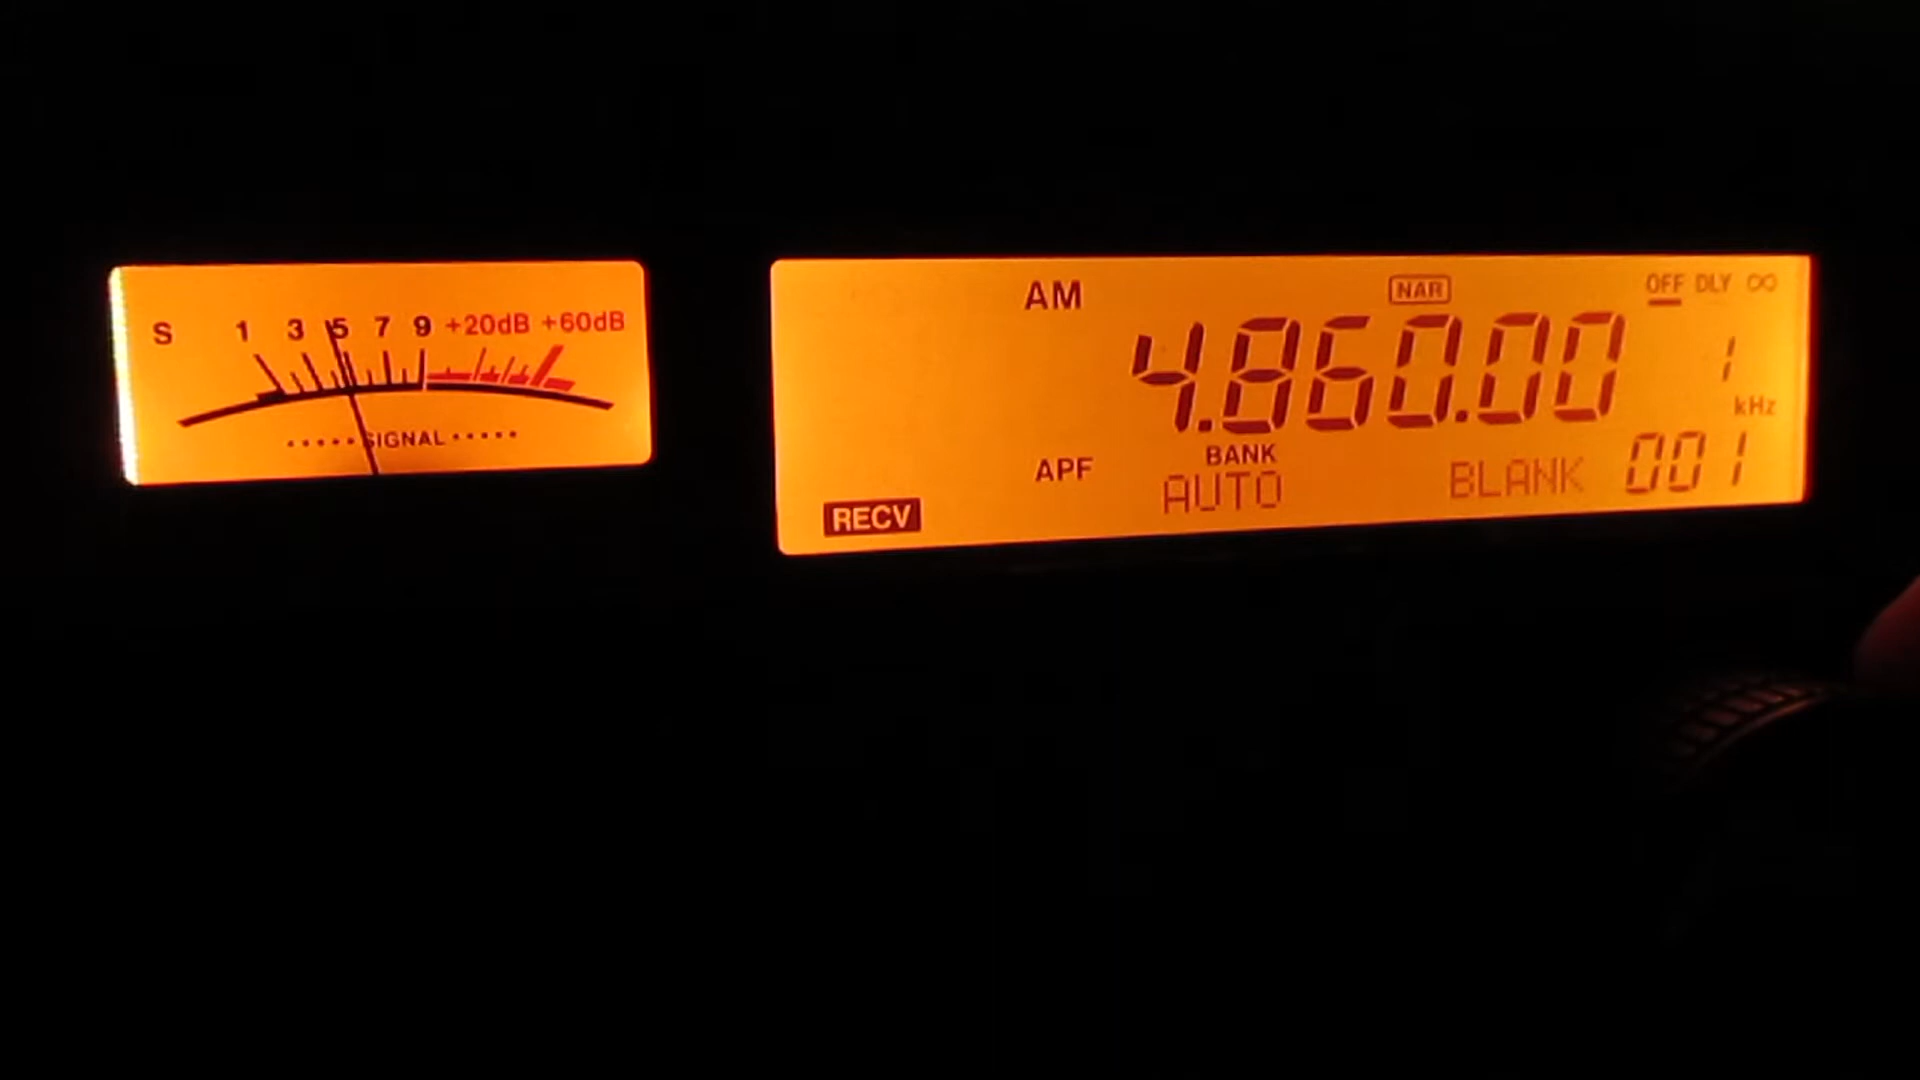 S 1 3 5 7 9 +20dB +60dB
SIGNAL
AM NAR OFF DLY ∞
4.860.00 1
kHz
APF BANK
AUTO BLANK 001
RECV